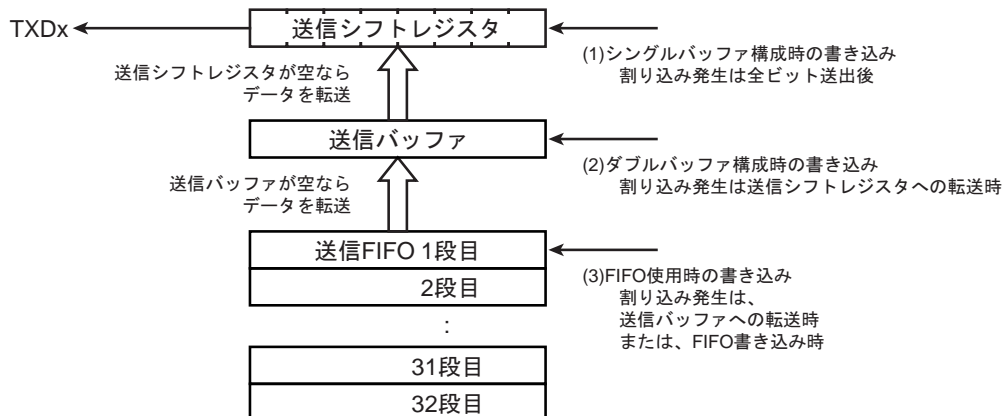 TXDx
送信シフトレジスタ
(1)シングルバッファ構成時の書き込み
割り込み発生は全ビット送出後
送信シフトレジスタが空なら
データを転送
送信バッファ
(2)ダブルバッファ構成時の書き込み
割り込み発生は送信シフトレジスタへの転送時
送信バッファが空なら
データを転送
送信FIFO 1段目
2段目
:
31段目
32段目
(3)FIFO使用時の書き込み
割り込み発生は、
送信バッファへの転送時
または、FIFO書き込み時